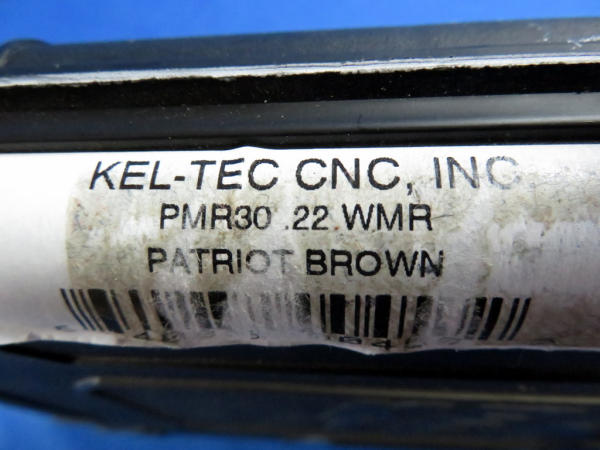 KEL-TEC CNC, INC
PMR30 .22 WMR
PATRIOT BROWN